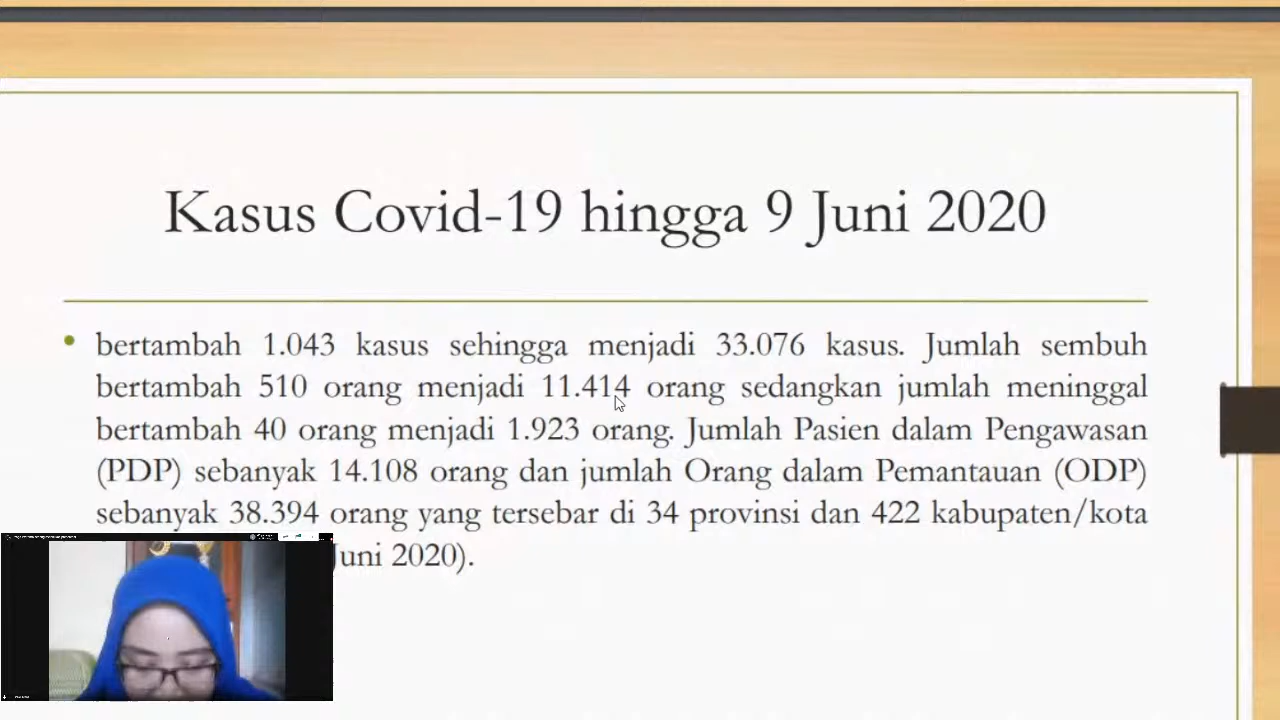 Kasus Covid-19 hingga 9 Juni 2020
• bertambah 1.043 kasus sehingga menjadi 33.076 kasus. Jumlah sembuh
bertambah 510 orang menjadi 11.414 orang sedangkan jumlah meninggal
bertambah 40 orang menjadi 1.923 orang. Jumlah Pasien dalam Pengawasan
(PDP) sebanyak 14.108 orang dan jumlah Orang dalam Pemantauan (ODP)
sebanyak 38.394 orang yang tersebar di 34 provinsi dan 422 kabupaten/kota
Juni 2020).